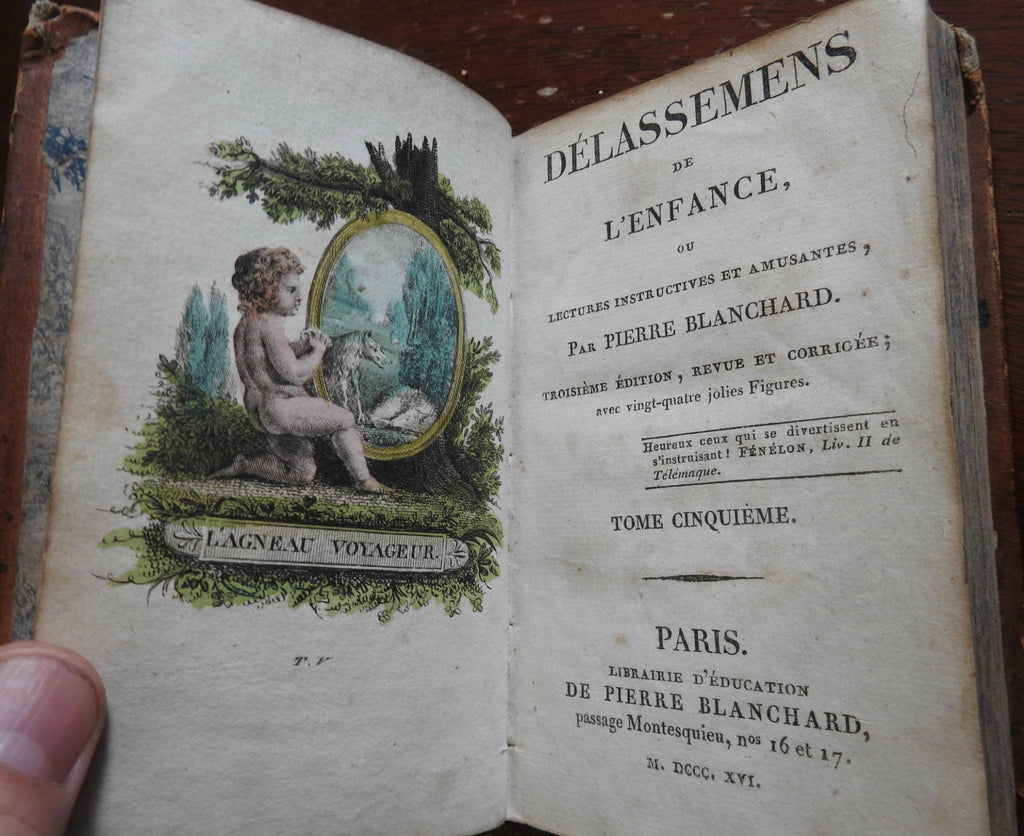 LAGNEAU VOYAGEUR.
T. V
DÉLASSEMENS
DE
L'ENFANCE,
OU
LECTURES INSTRUCTIVES ET AMUSANTES,
PAR PIERRE BLANCHARD.
TROISIÈME ÉDITION, REVUE ET CORRIGÉE;
avec vingt-quatre jolies Figures.
Heureux ceux qui se divertissent en
s'instruisant! FÉNÉLON, Liv. II de
Télémaque.
TOME CINQUIÈME.
PARIS.
LIBRAIRIE D'ÉDUCATION
DE PIERRE BLANCHARD,
passage Montesquieu, nos 16 et 17.
M. DCCC. XVI.